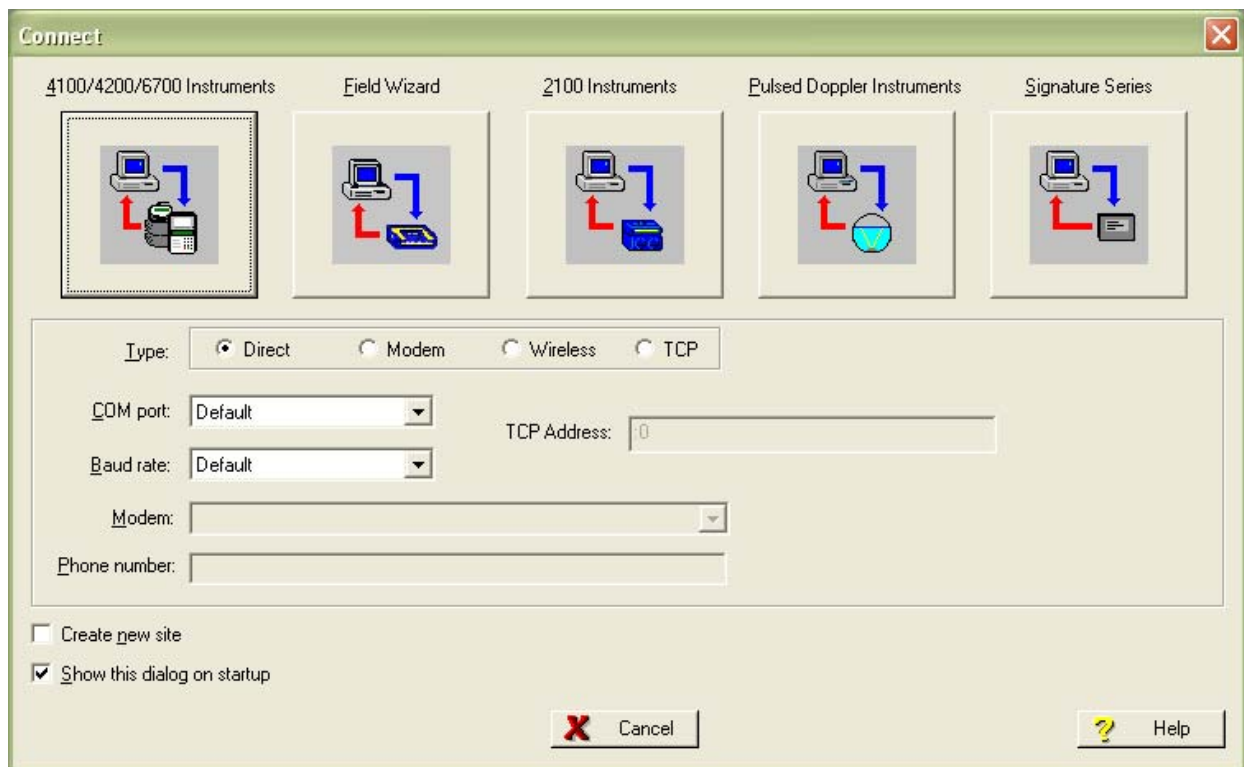 Connect
4100/4200/6700 Instruments Field Wizard 2100 Instruments Pulsed Doppler Instruments Signature Series
Type: Direct Modem Wireless TCP
COM port: Default
TCP Address: :0
Baud rate: Default
Modem:
Phone number:
Create new site
Show this dialog on startup
Cancel Help